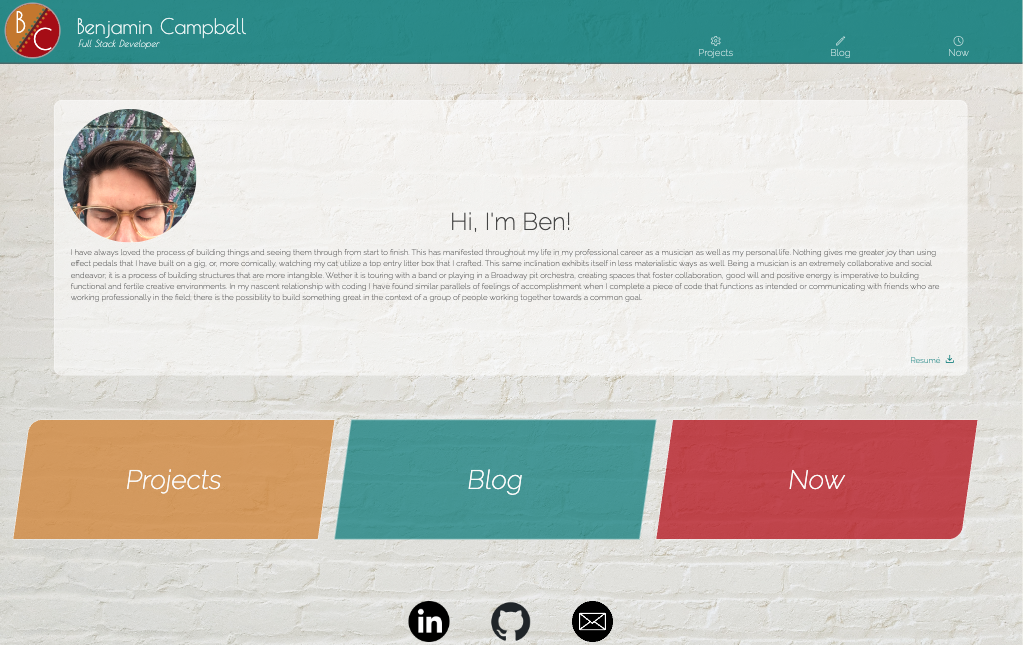 B
C
Benjamin Campbell
Full Stack Developer
Projects
Blog
Now
Hi, I'm Ben!
I have always loved the process of building things and seeing them through from start to finish. This has manifested throughout my life in my professional career as a musician as well as my personal life. Nothing gives me greater joy than using
effect pedals that I have built on a gig, or, more comically, watching my cat utilize a top entry litter box that I crafted. This same inclination exhibits itself in less materialistic ways as well. Being a musician is an extremely collaborative and social
endeavor; it is a process of building structures that are more intangible. Wether it is touring with a band or playing in a Broadway pit orchestra, creating spaces that foster collaboration, good will and positive energy is imperative to building
functional and fertile creative environments. In my nascent relationship with coding I have found similar parallels of feelings of accomplishment when I complete a piece of code that functions as intended or communicating with friends who are
working professionally in the field; there is the possibility to build something great in the context of a group of people working together towards a common goal.
Resumé
Projects
Blog
Now
in